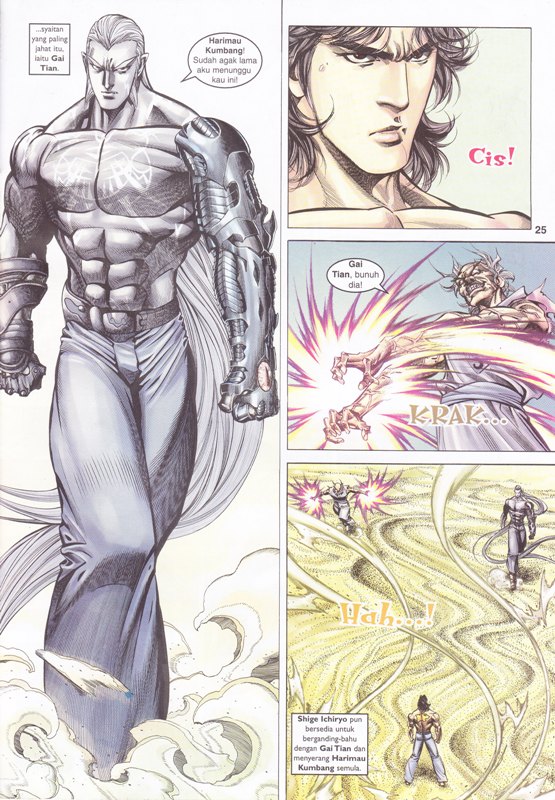 ...syaitan
yang paling
jahat itu,
iaitu Gai
Tian.
Harimau
Kumbang!
Sudah agak lama
aku menunggu
kau ini!
Cis!
25
Gai
Tian, bunuh
dia!
KRAK...
Hah...!
Shige Ichiryo pun
bersedia untuk
berganding-bahu
dengan Gai Tian dan
menyerang Harimau
Kumbang semula.